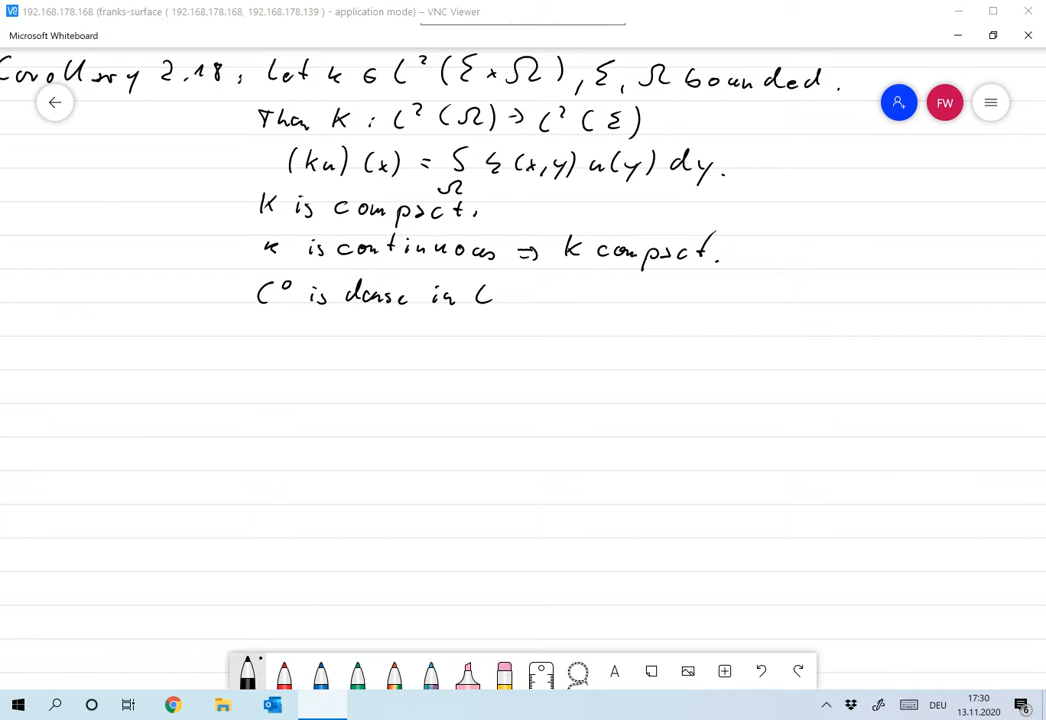 192.168.178.168 (franks-surface ( 192.168.178.168, 192.168.178.139 ) - application mode) – VNC Viewer
Microsoft Whiteboard
Corollary 2.18: Let k ∈ L² (Σ × Ω), Σ, Ω bounded.
FW
Then K : L² (Ω) → L² (Σ)
(Ku) (x) = ∫_Ω k (x,y) u(y) dy.
K is compact.
k is continuous ⇒ K compact.
C⁰ is dense in L
A
17:30
DEU
13.11.2020
6